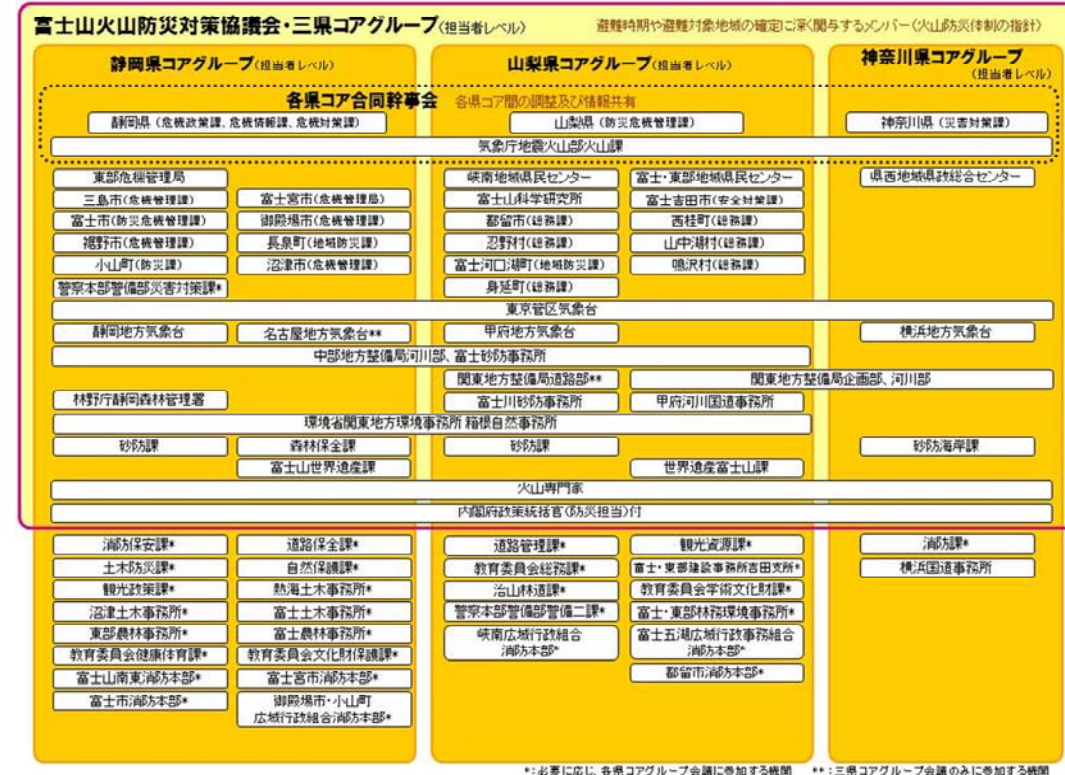 富士山火山防災対策協議会・三県コアグループ(担当者レベル)
避難時期や避難対象地域の確定に深く関与するメンバー(火山防災体制の指針)
静岡県コアグループ(担当者レベル)
山梨県コアグループ(担当者レベル)
神奈川県コアグループ
(担当者レベル)
各県コア合同幹事会 各県コア間の調整及び情報共有
静岡県(危機政策課、危機情報課、危機対策課)
山梨県(防災危機管理課)
神奈川県(災害対策課)
気象庁地震火山部火山課
東部危機管理局
峡南地域県民センター
富士・東部地域県民センター
県西地域県政総合センター
三島市(危機管理課)
富士宮市(危機管理局)
富士山科学研究所
富士吉田市(安全対策課)
富士市(防災危機管理課)
御殿場市(危機管理課)
都留市(総務課)
西桂町(総務課)
裾野市(危機管理課)
長泉町(地域防災課)
忍野村(総務課)
山中湖村(総務課)
小山町(防災課)
沼津市(危機管理課)
富士河口湖町(地域防災課)
鳴沢村(総務課)
警察本部警備部災害対策課*
身延町(総務課)
東京管区気象台
静岡地方気象台
名古屋地方気象台**
甲府地方気象台
横浜地方気象台
中部地方整備局河川部、富士砂防事務所
関東地方整備局道路部**
関東地方整備局企画部、河川部
林野庁静岡森林管理署
富士川砂防事務所
甲府河川国道事務所
環境省関東地方環境事務所 箱根自然事務所
砂防課
森林保全課
砂防課
砂防海岸課
富士山世界遺産課
世界遺産富士山課
火山専門家
内閣府政策統括官(防災担当)付
消防保安課*
道路保全課*
道路管理課*
観光資源課*
消防課*
土木防災課*
自然保護課*
教育委員会総務課*
富士・東部建設事務所吉田支所*
横浜国道事務所
観光政策課*
熱海土木事務所*
治山林道課*
教育委員会学術文化財課*
沼津土木事務所*
富士土木事務所*
警察本部警備部警備二課*
富士・東部林務環境事務所*
東部農林事務所*
富士農林事務所*
峡南広域行政組合
消防本部*
富士五湖広域行政事務組合
消防本部*
教育委員会健康体育課*
教育委員会文化財保護課*
富士山南東消防本部*
富士宮市消防本部*
都留市消防本部*
富士市消防本部*
御殿場市・小山町
広域行政組合消防本部*
*:必要に応じ、各県コアグループ会議に参加する機関 **:三県コアグループ会議のみに参加する機関